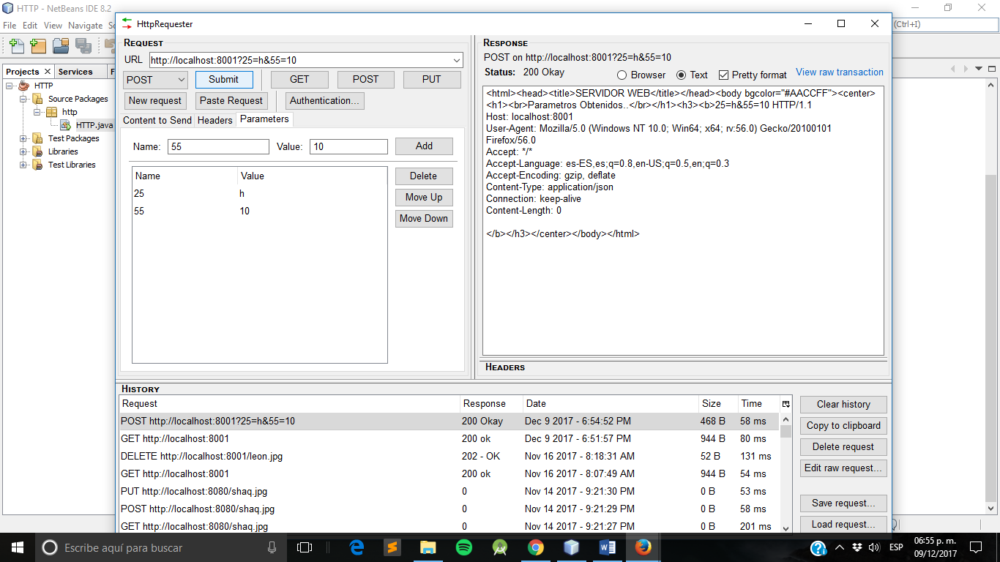 HTTP - NetBeans IDE 8.2
File Edit View Navigate
(Ctrl+I)
Projects Services F
HTTP
Source Packages
http
HTTP.java
Test Packages
Libraries
Test Libraries
HttpRequester
REQUEST
URL http://localhost:8001?25=h&55=10
POST Submit GET POST PUT
New request Paste Request Authentication...
Content to Send Headers Parameters
Name: 55 Value: 10 Add
Name Value
25 h
55 10
Delete
Move Up
Move Down
RESPONSE
POST on http://localhost:8001?25=h&55=10
Status: 200 Okay Browser Text Pretty format View raw transaction
<html><head><title>SERVIDOR WEB</title></head><body bgcolor="#AACCFF"><center>
<h1><br>Parametros Obtenidos..</br></h1><h3><b>25=h&55=10 HTTP/1.1
Host: localhost:8001
User-Agent: Mozilla/5.0 (Windows NT 10.0; Win64; x64; rv:56.0) Gecko/20100101
Firefox/56.0
Accept: */*
Accept-Language: es-ES,es;q=0.8,en-US;q=0.5,en;q=0.3
Accept-Encoding: gzip, deflate
Content-Type: application/json
Connection: keep-alive
Content-Length: 0
</b></h3></center></body></html>
HEADERS
HISTORY
Request Response Date Size Time
POST http://localhost:8001?25=h&55=10 200 Okay Dec 9 2017 - 6:54:52 PM 468 B 58 ms
GET http://localhost:8001 200 ok Dec 9 2017 - 6:51:57 PM 944 B 80 ms
DELETE http://localhost:8001/leon.jpg 202 - OK Nov 16 2017 - 8:18:31 AM 52 B 131 ms
GET http://localhost:8001 200 ok Nov 16 2017 - 8:07:49 AM 944 B 54 ms
PUT http://localhost:8080/shaq.jpg 0 Nov 14 2017 - 9:21:30 PM 0 B 53 ms
POST http://localhost:8080/shaq.jpg 0 Nov 14 2017 - 9:21:29 PM 0 B 58 ms
GET http://localhost:8080/shaq.jpg 0 Nov 14 2017 - 9:21:27 PM 0 B 201 ms
Clear history
Copy to clipboard
Delete request
Edit raw request...
Save request...
Load request...
Escribe aquí para buscar
ESP
06:55 p. m.
09/12/2017